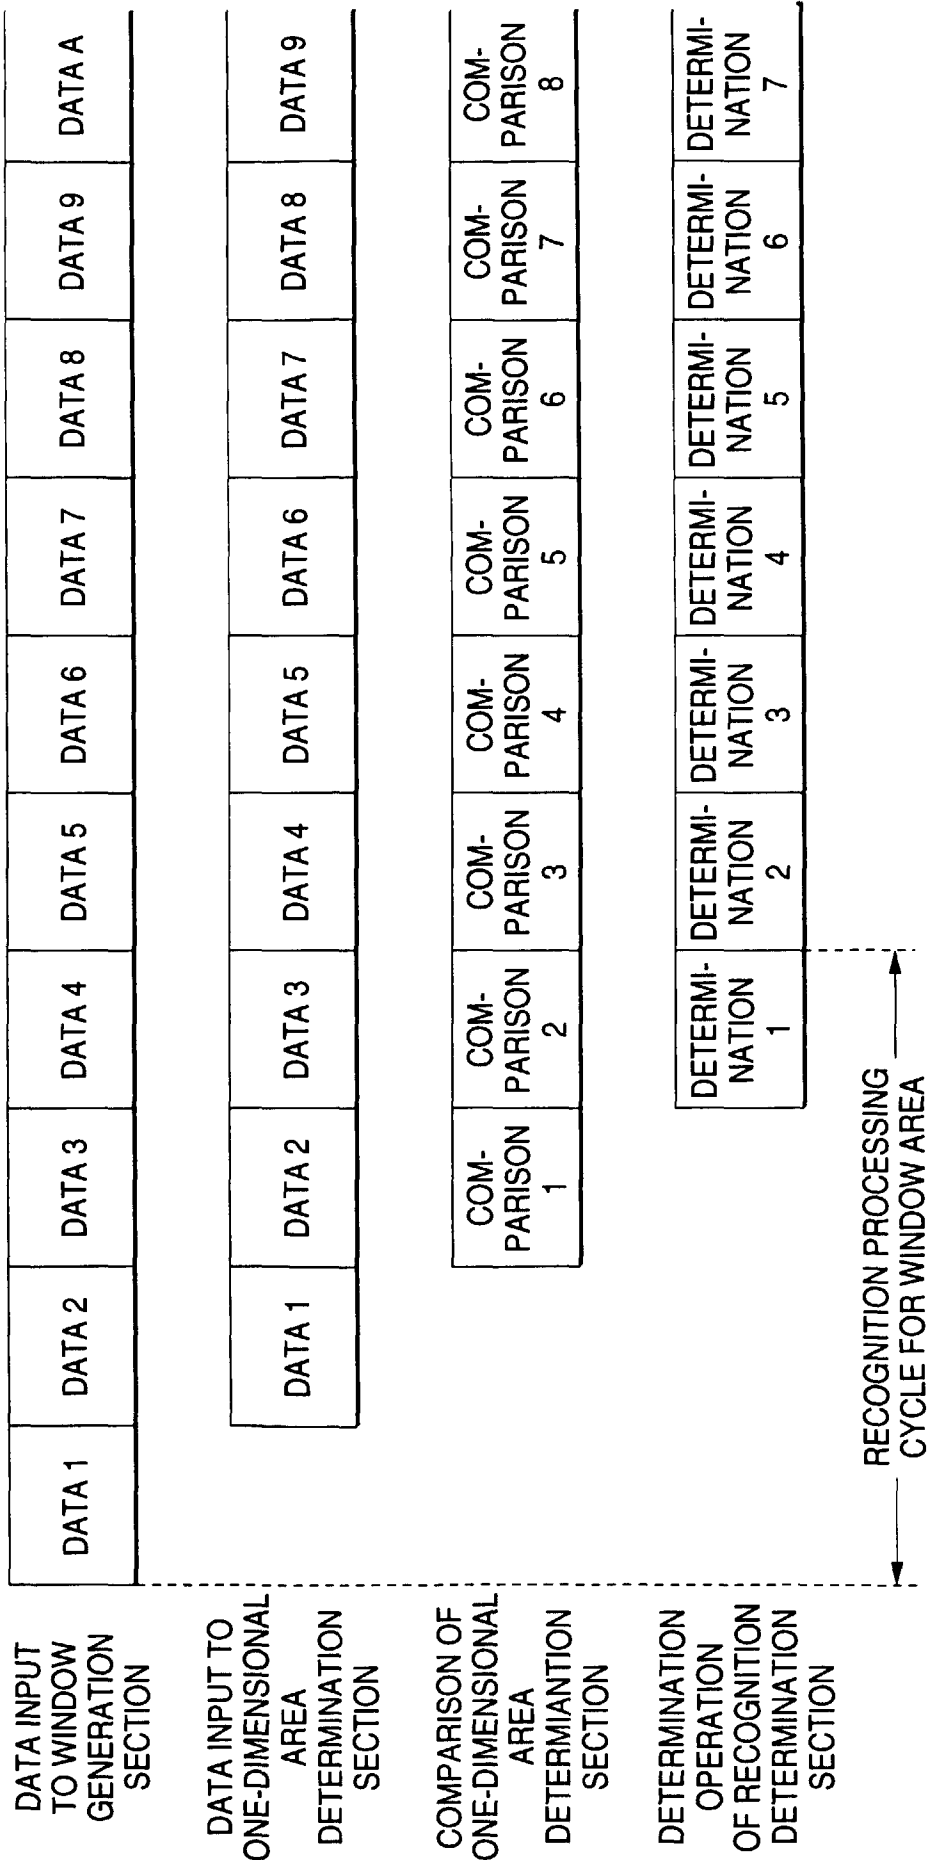 DATA INPUT
TO WINDOW
GENERATION
SECTION
DATA 1
DATA 2
DATA 3
DATA 4
DATA 5
DATA 6
DATA 7
DATA 8
DATA 9
DATA A
DATA INPUT TO
ONE-DIMENSIONAL
AREA
DETERMINATION
SECTION
DATA 1
DATA 2
DATA 3
DATA 4
DATA 5
DATA 6
DATA 7
DATA 8
DATA 9
COMPARISON OF
ONE-DIMENSIONAL
AREA
DETERMIANTION
SECTION
COM-
PARISON
1
COM-
PARISON
2
COM-
PARISON
3
COM-
PARISON
4
COM-
PARISON
5
COM-
PARISON
6
COM-
PARISON
7
COM-
PARISON
8
DETERMINATION
OPERATION
OF RECOGNITION
DETERMINATION
SECTION
DETERMI-
NATION
1
DETERMI-
NATION
2
DETERMI-
NATION
3
DETERMI-
NATION
4
DETERMI-
NATION
5
DETERMI-
NATION
6
DETERMI-
NATION
7
RECOGNITION PROCESSING
CYCLE FOR WINDOW AREA